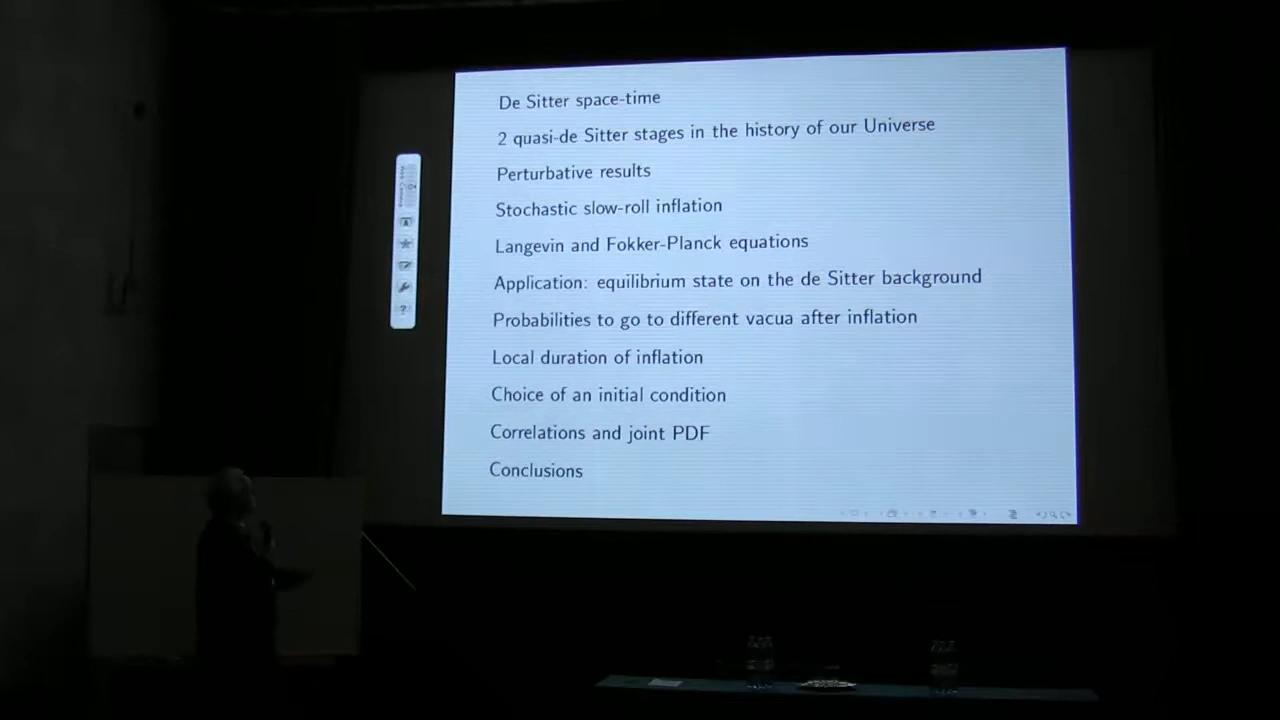 De Sitter space-time
2 quasi-de Sitter stages in the history of our Universe
Perturbative results
Stochastic slow-roll inflation
Langevin and Fokker-Planck equations
Application: equilibrium state on the de Sitter background
Probabilities to go to different vacua after inflation
Local duration of inflation
Choice of an initial condition
Correlations and joint PDF
Conclusions
?